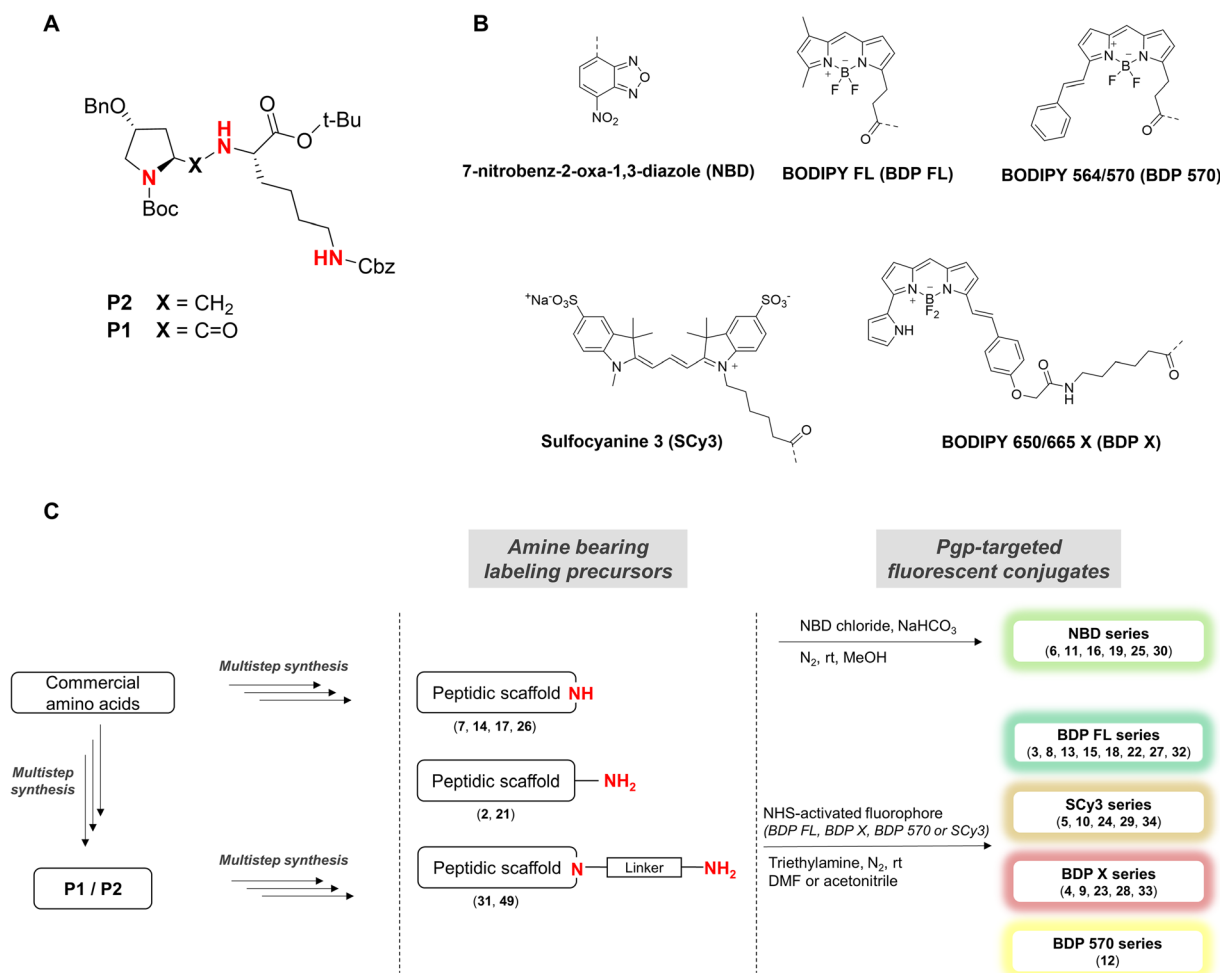 A
BnO
H
N
O
O
t-Bu
X
N
Boc
HN
Cbz
P2 X = CH2
P1 X = C=O
B
N
O
N
NO2
7-nitrobenz-2-oxa-1,3-diazole (NBD)
N
+
B
−
N
F F
O
BODIPY FL (BDP FL)
N
+
B
−
N
F F
O
BODIPY 564/570 (BDP 570)
+Na-O3S
SO3-
N
N
+
O
Sulfocyanine 3 (SCy3)
N
+
B
−
N
F2
NH
O
O
N
H
O
BODIPY 650/665 X (BDP X)
C
Amine bearing
labeling precursors
Pgp-targeted
fluorescent conjugates
Commercial
amino acids
Multistep synthesis
Multistep
synthesis
P1 / P2
Multistep synthesis
Peptidic scaffold NH
(7, 14, 17, 26)
Peptidic scaffold NH2
(2, 21)
Peptidic scaffold N Linker NH2
(31, 49)
NBD chloride, NaHCO3
N2, rt, MeOH
NHS-activated fluorophore
(BDP FL, BDP X, BDP 570 or SCy3)
Triethylamine, N2, rt
DMF or acetonitrile
NBD series
(6, 11, 16, 19, 25, 30)
BDP FL series
(3, 8, 13, 15, 18, 22, 27, 32)
SCy3 series
(5, 10, 24, 29, 34)
BDP X series
(4, 9, 23, 28, 33)
BDP 570 series
(12)